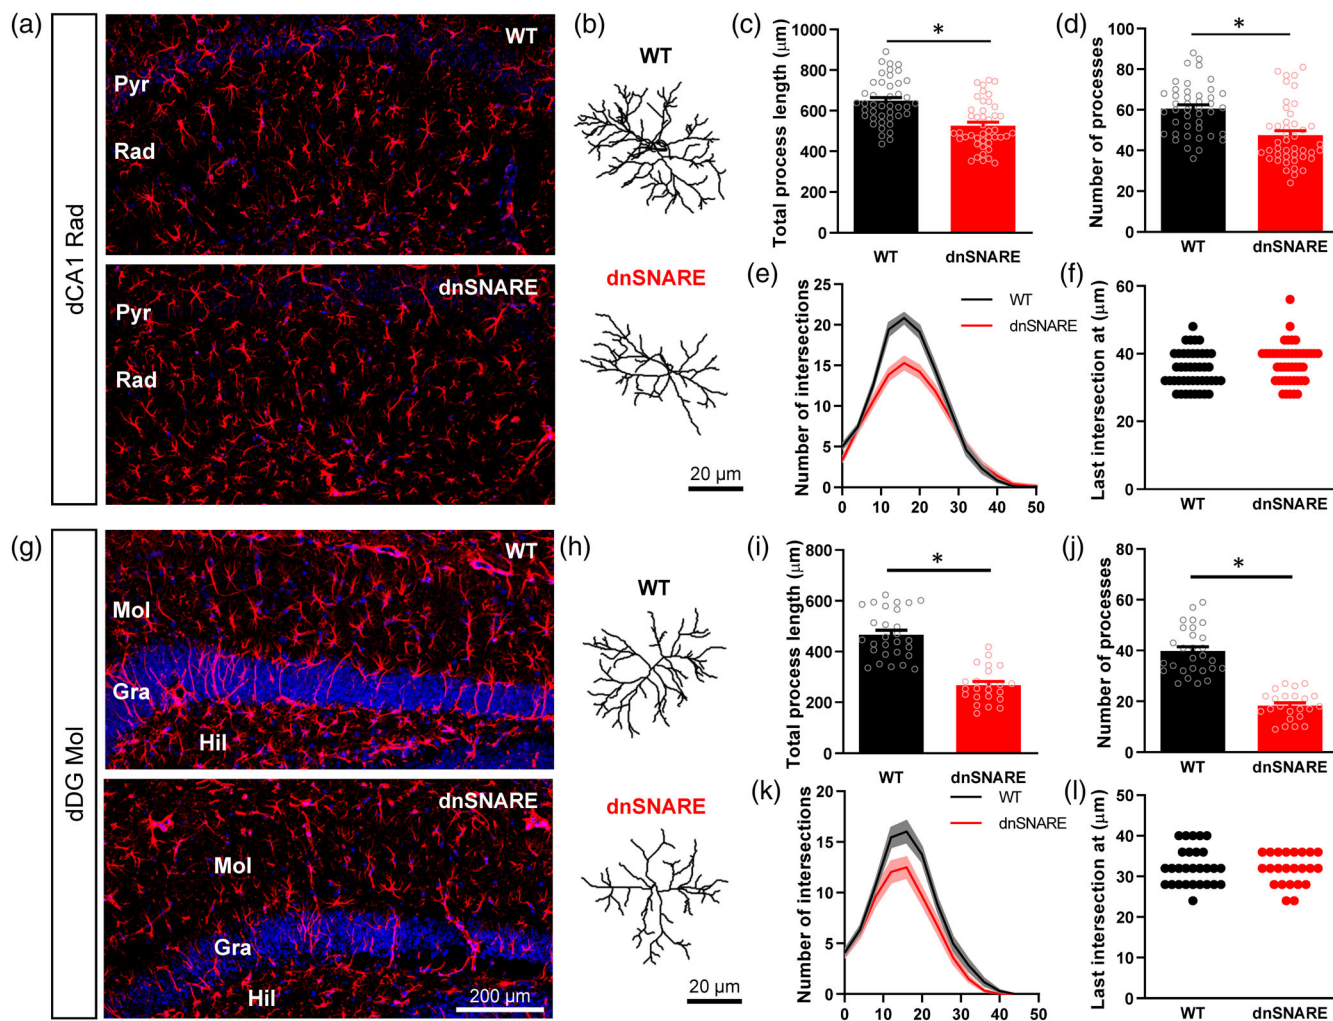 (a)
dCA1 Rad
WT
Pyr
Rad
dnSNARE
Pyr
Rad
(b)
WT
dnSNARE
20 μm
(c)
Total process length (μm)
1000
800
600
400
200
0
*
WT
dnSNARE
(d)
Number of processes
100
80
60
40
20
0
*
WT
dnSNARE
(e)
Number of intersections
25
20
15
10
5
0
0 10 20 30 40 50
WT
dnSNARE
(f)
Last intersection at (μm)
60
40
20
0
WT
dnSNARE
(g)
dDG Mol
WT
Mol
Gra
Hil
dnSNARE
Mol
Gra
Hil
200 μm
(h)
WT
dnSNARE
20 μm
(i)
Total process length (μm)
800
600
400
200
0
*
WT
dnSNARE
(j)
Number of processes
80
60
40
20
0
*
WT
dnSNARE
(k)
Number of intersections
20
15
10
5
0
0 10 20 30 40 50
WT
dnSNARE
(l)
Last intersection at (μm)
50
40
30
20
10
0
WT
dnSNARE